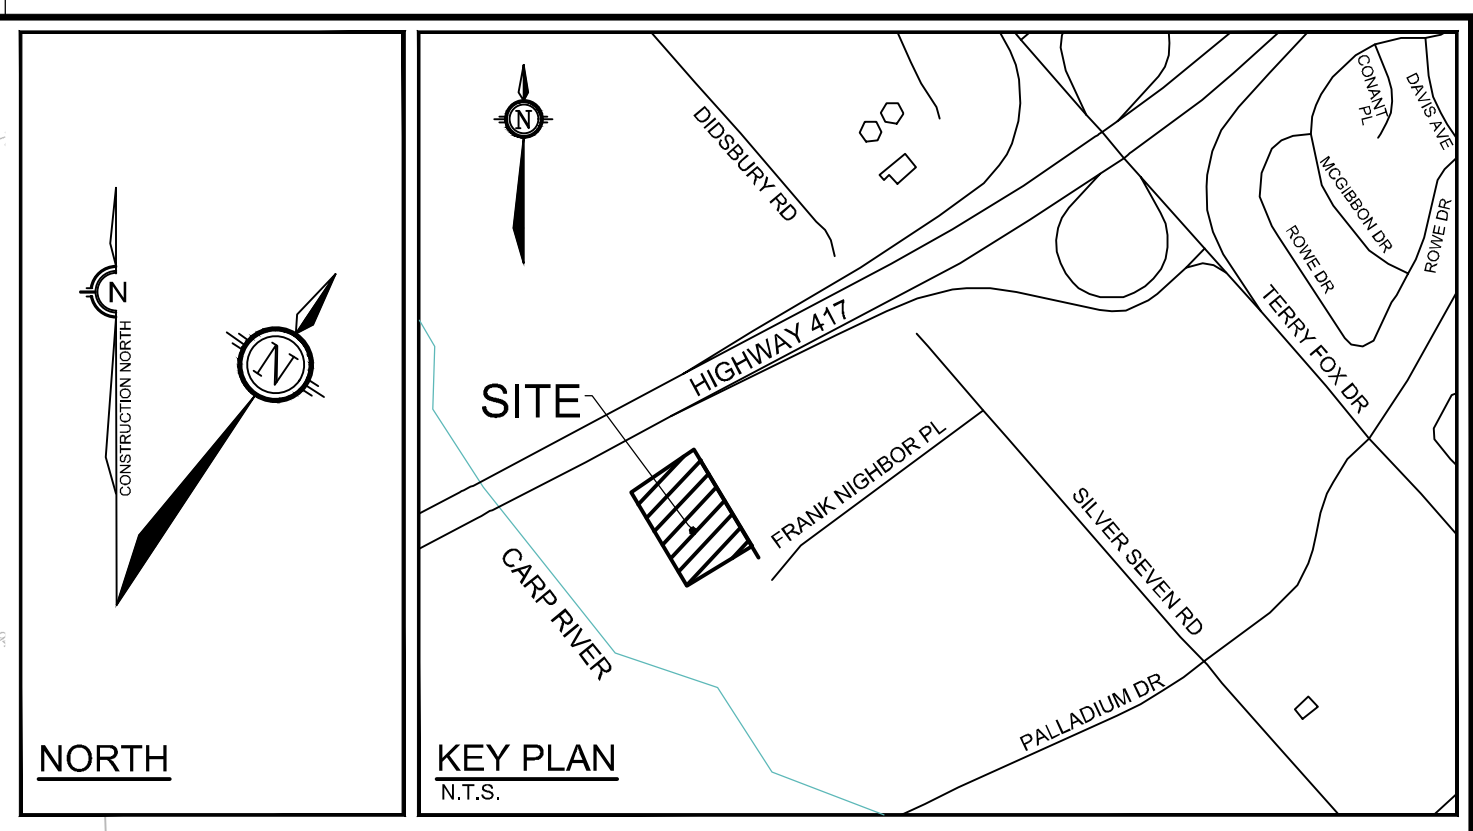 N
CONSTRUCTION NORTH
N
NORTH
N
DIDSBURY RD
CONANT
PL
DAVIS AVE
MCGIBBON DR
ROWE DR
ROWE DR
TERRY FOX DR
HIGHWAY 417
SITE
FRANK NIGHBOR PL
SILVER SEVEN RD
CARP RIVER
PALLADIUM DR
KEY PLAN
N.T.S.